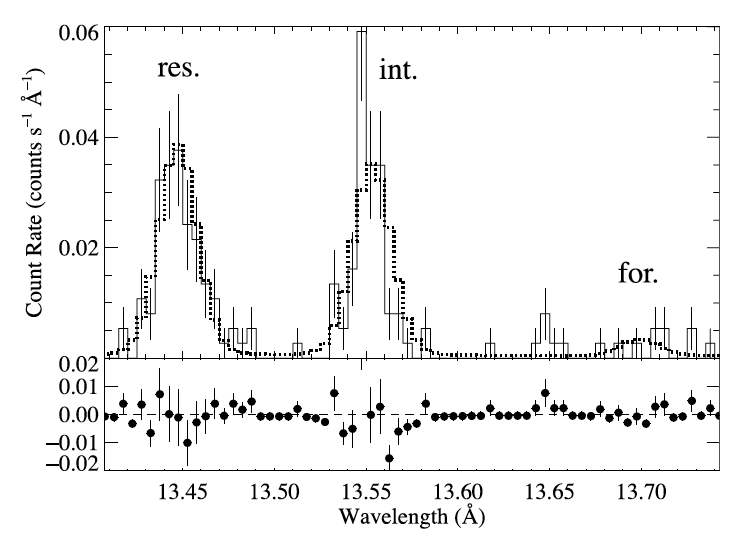 0.06
res.
int.
0.04
0.02
for.
Count Rate (counts s⁻¹ Å⁻¹)
0.02
0.01
0.00
−0.01
−0.02
13.45 13.50 13.55 13.60 13.65 13.70
Wavelength (Å)